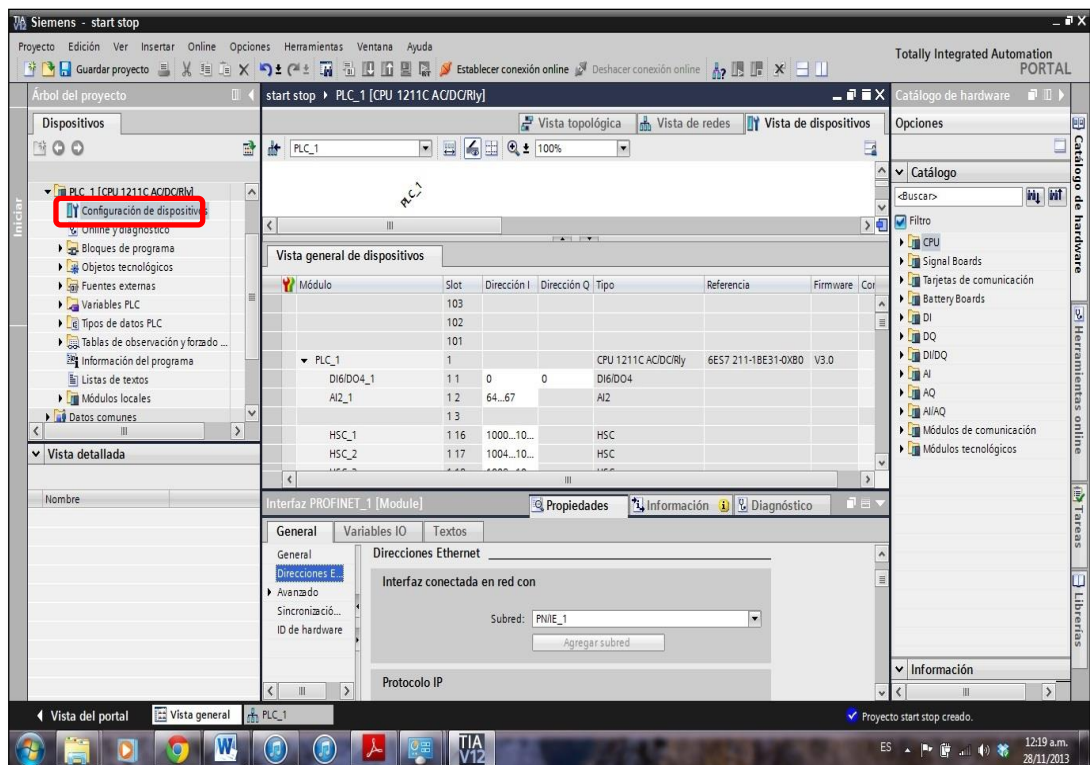 Siemens - start stop
Proyecto Edición Ver Insertar Online Opciones Herramientas Ventana Ayuda
Totally Integrated Automation
PORTAL
Guardar proyecto
Establecer conexión online
Deshacer conexión online
Árbol del proyecto
start stop PLC_1 [CPU 1211C AC/DC/Rly]
Catálogo de hardware
Dispositivos
Vista topológica
Vista de redes
Vista de dispositivos
Opciones
PLC_1
100%
PLC_1
Iniciar
PLC_1 [CPU 1211C AC/DC/Rly]
Configuración de dispositivos
Online y diagnóstico
Bloques de programa
Objetos tecnológicos
Fuentes externas
Variables PLC
Tipos de datos PLC
Tablas de observación y forzado ...
Información del programa
Listas de textos
Módulos locales
Datos comunes
Vista detallada
Nombre
Vista general de dispositivos
Módulo Slot Dirección I Dirección Q Tipo Referencia Firmware
103
102
101
PLC_1 1 CPU 1211C AC/DC/Rly 6ES7 211-1BE31-0XB0 V3.0
DI6/DO4_1 1 1 0 0 DI6/DO4
AI2_1 1 2 64...67 AI2
1 3
HSC_1 1 16 1000...10... HSC
HSC_2 1 17 1004...10... HSC
Interfaz PROFINET_1 [Module]
Propiedades
Información
Diagnóstico
General
Variables IO
Textos
General
Direcciones E...
Avanzado
Sincronizació...
ID de hardware
Direcciones Ethernet
Interfaz conectada en red con
Subred: PN/IE_1
Agregar subred
Protocolo IP
Catálogo
<Buscar>
Filtro
CPU
Signal Boards
Tarjetas de comunicación
Battery Boards
DI
DQ
DI/DQ
AI
AQ
AI/AQ
Módulos de comunicación
Módulos tecnológicos
Información
Catálogo de hardware
Herramientas online
Tareas
Librerías
Vista del portal
Vista general
PLC_1
Proyecto start stop creado.
TIA
V12
ES
12:19 a.m.
28/11/2013